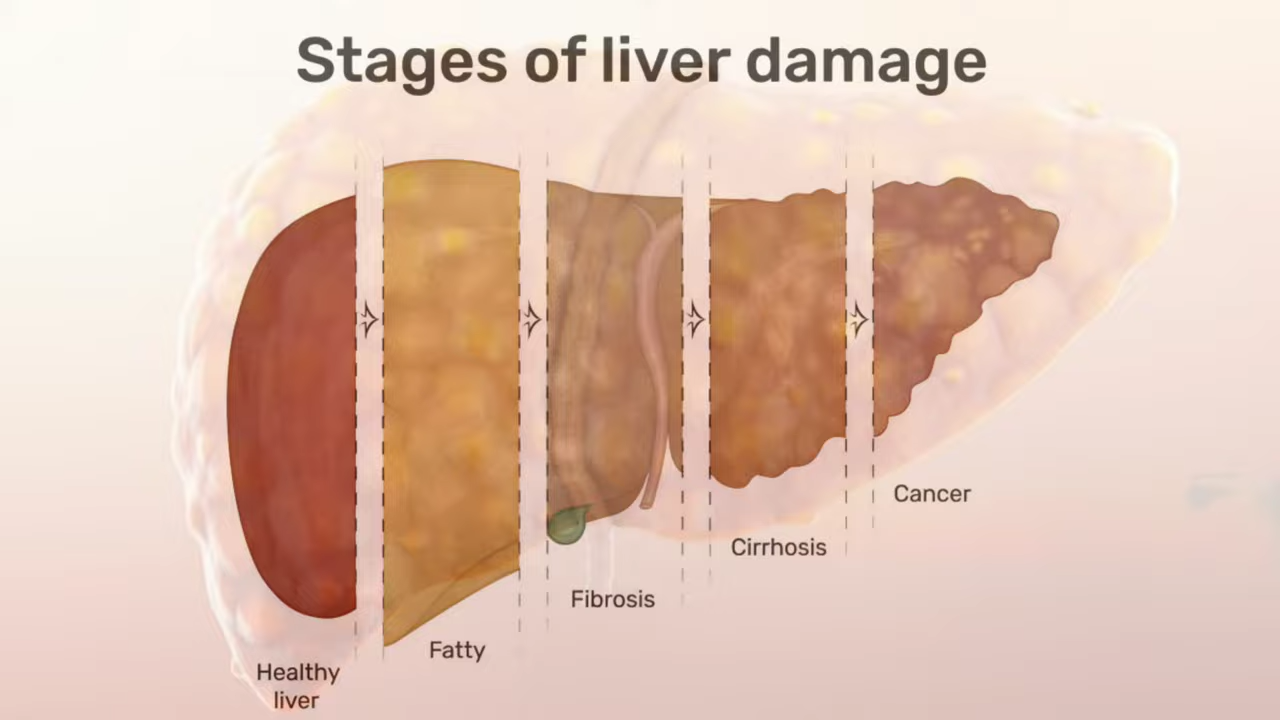 Stages of liver damage
Healthy
liver
Fatty
Fibrosis
Cirrhosis
Cancer